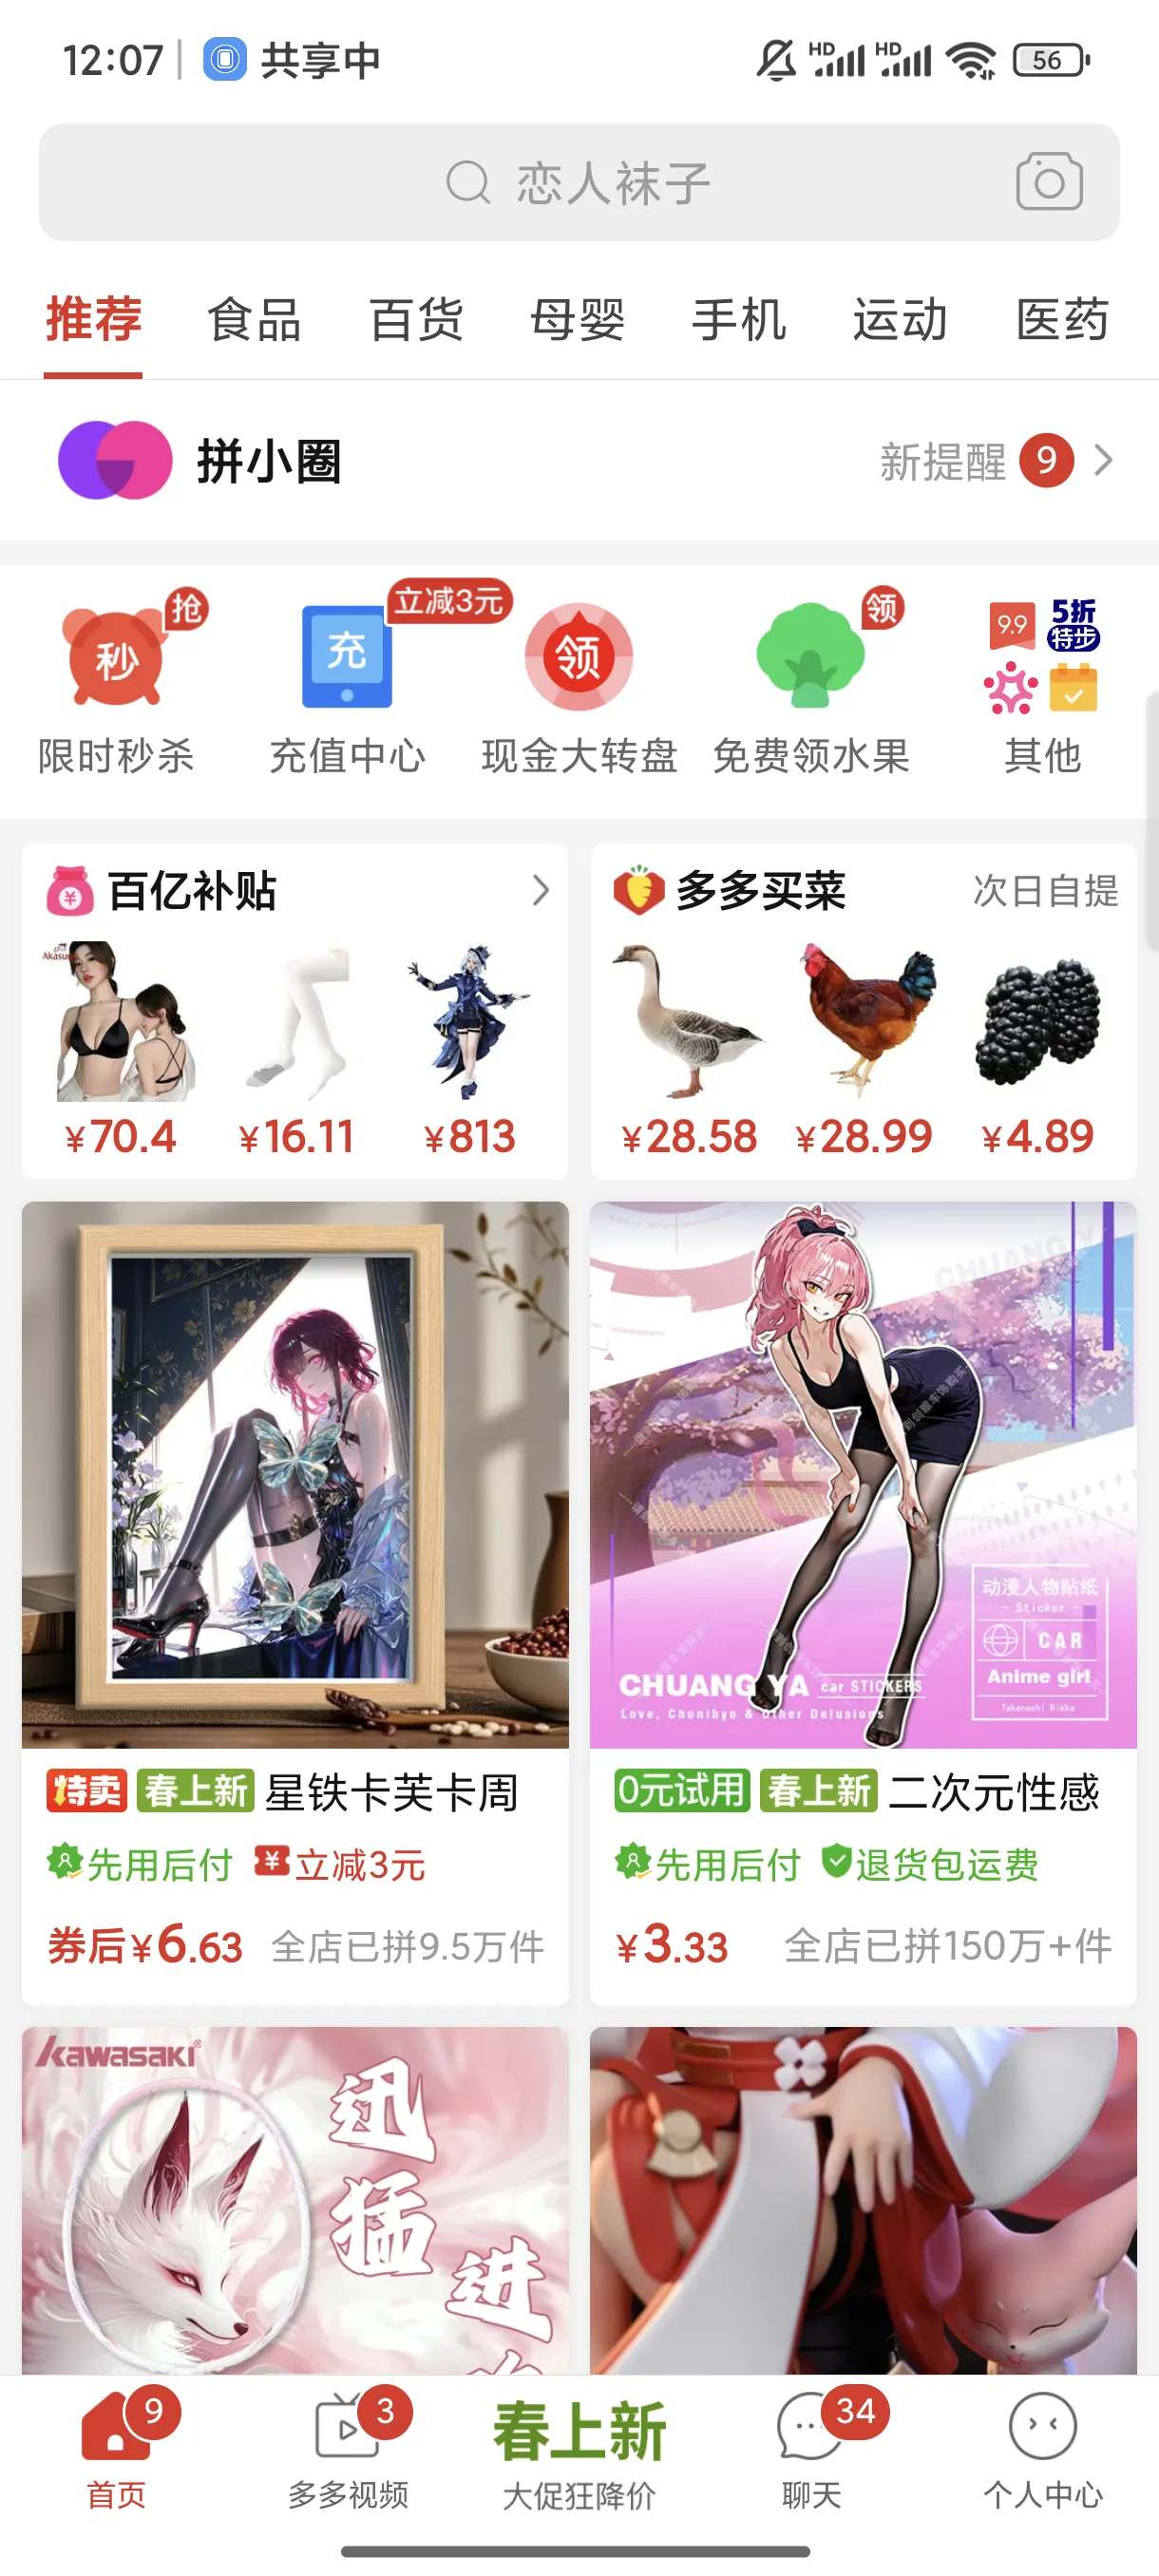 12:07 共享中 HD HD 56
恋人袜子
推荐 食品 百货 母婴 手机 运动 医药
拼小圈 新提醒 9
秒 抢 充 立减3元 领 领 9.9 5折 特步
限时秒杀 充值中心 现金大转盘 免费领水果 其他
百亿补贴
¥70.4 ¥16.11 ¥813
多多买菜 次日自提
¥28.58 ¥28.99 ¥4.89
CHUANG Y
动漫人物贴纸
- Sticker -
CAR
Anime girl
Takanashi Rikka
CHUANG YA car STICKERS
Love, Chunibyo & Other Delusions
特卖 春上新 星铁卡芙卡周
先用后付 立减3元
券后¥6.63 全店已拼9.5万件
0元试用 春上新 二次元性感
先用后付 退货包运费
¥3.33 全店已拼150万+件
Kawasaki®
迅
猛
进
9 3 春上新 34
首页 多多视频 大促狂降价 聊天 个人中心